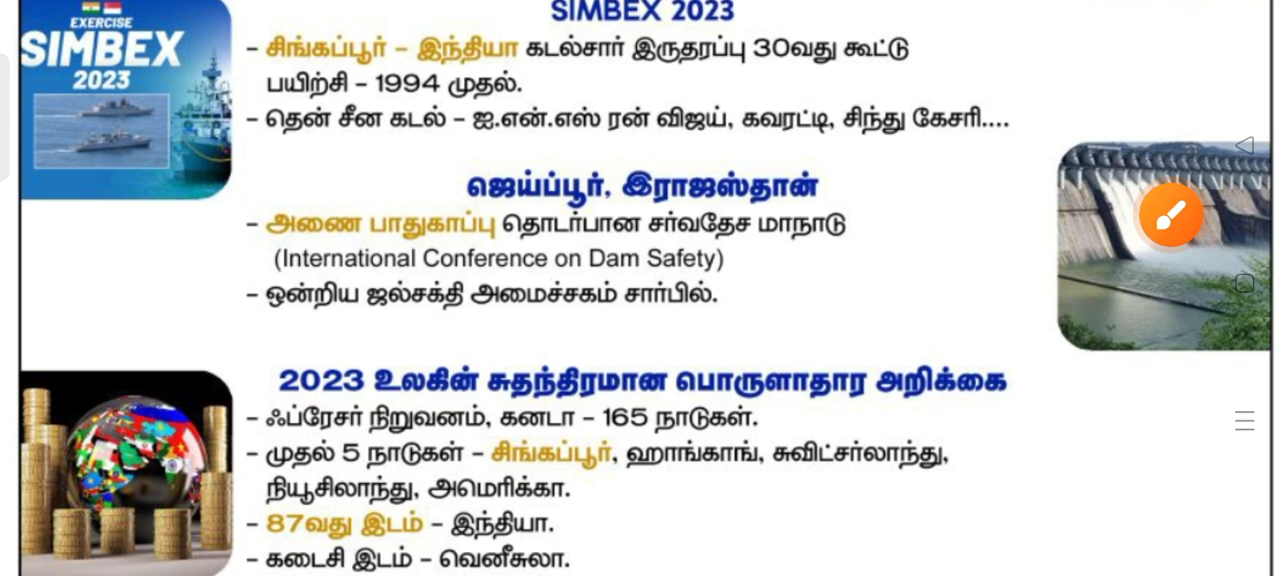 SIMBEX 2023
EXERCISE
SIMBEX
2023
– சிங்கப்பூர் – இந்தியா கடல்சார் இருதரப்பு 30வது கூட்டு
பயிற்சி – 1994 முதல்.
– தென் சீன கடல் – ஐ.என்.எஸ் ரன் விஜய், கவரட்டி, சிந்து கேசரி....
ஜெய்ப்பூர், இராஜஸ்தான்
– அணை பாதுகாப்பு தொடர்பான சர்வதேச மாநாடு
(International Conference on Dam Safety)
– ஒன்றிய ஜல்சக்தி அமைச்சகம் சார்பில்.
2023 உலகின் சுதந்திரமான பொருளாதார அறிக்கை
– ஃப்ரேசர் நிறுவனம், கனடா – 165 நாடுகள்.
– முதல் 5 நாடுகள் – சிங்கப்பூர், ஹாங்காங், சுவிட்சர்லாந்து,
நியூசிலாந்து, அமெரிக்கா.
– 87வது இடம் – இந்தியா.
– கடைசி இடம் – வெனீசுலா.